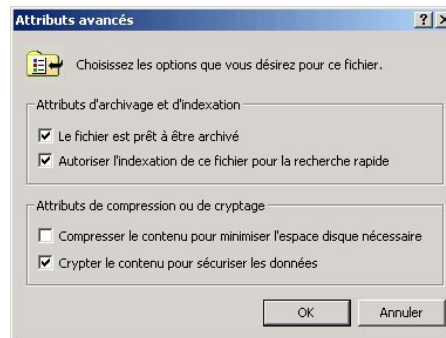 Attributs avancés
Choisissez les options que vous désirez pour ce fichier.
Attributs d'archivage et d'indexation
Le fichier est prêt à être archivé
Autoriser l'indexation de ce fichier pour la recherche rapide
Attributs de compression ou de cryptage
Compresser le contenu pour minimiser l'espace disque nécessaire
Crypter le contenu pour sécuriser les données
OK Annuler